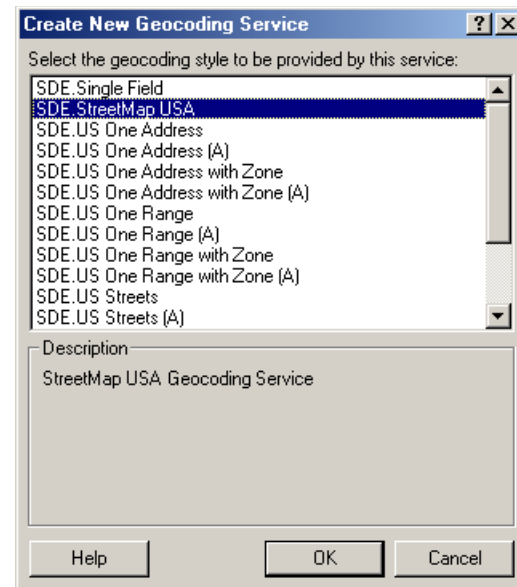 Create New Geocoding Service
Select the geocoding style to be provided by this service:
SDE.Single Field
SDE.StreetMap USA
SDE.US One Address
SDE.US One Address (A)
SDE.US One Address with Zone
SDE.US One Address with Zone (A)
SDE.US One Range
SDE.US One Range (A)
SDE.US One Range with Zone
SDE.US One Range with Zone (A)
SDE.US Streets
SDE.US Streets (A)
Description
StreetMap USA Geocoding Service
Help OK Cancel